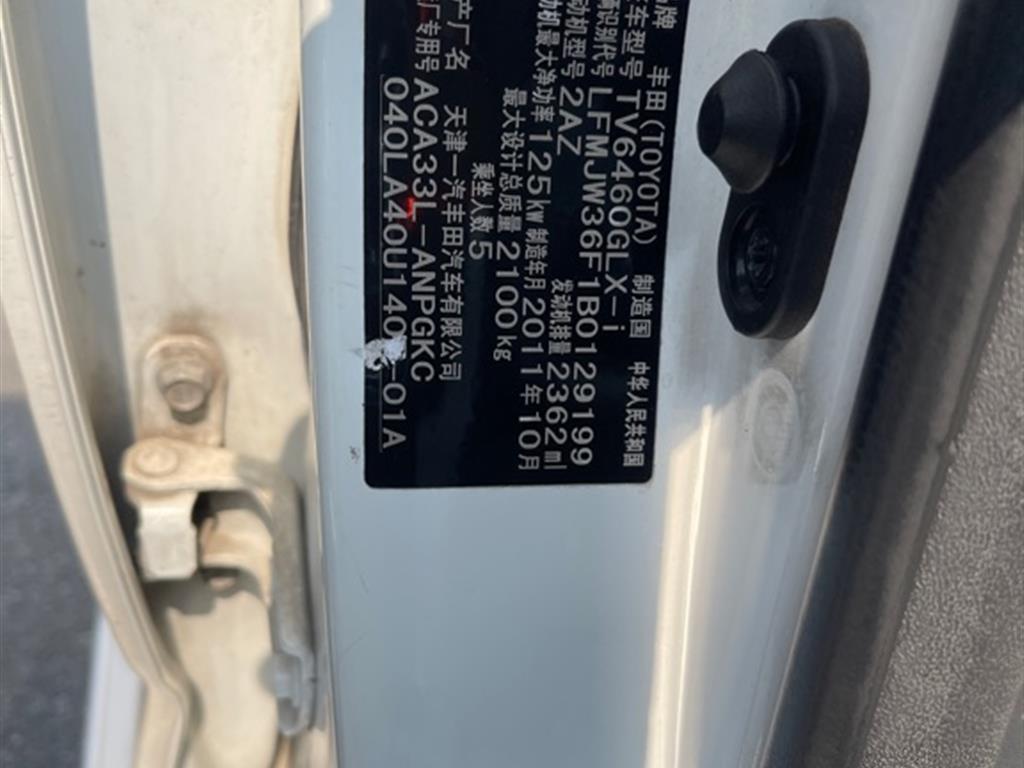 品牌 丰田(TOYOTA) 制造国 中华人民共和国
车型号 TV6460GLX-i
识别代号 LFMJW36F1B0129199
动机型号 2AZ 发动机排量 2362ml
动机最大净功率 125kw 制造年月 2011年10月
最大设计总质量 2100kg
乘坐人数 5
产厂名 天津一汽丰田汽车有限公司
厂专用号 ACA33L-ANPGKC
040LA40U140 -01A